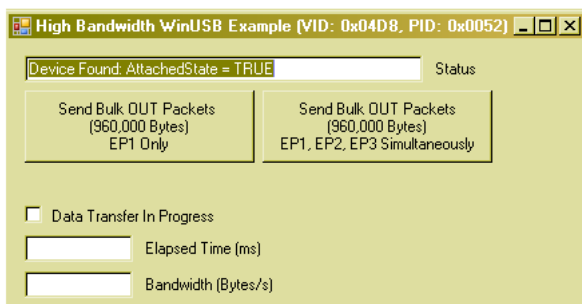 High Bandwidth WinUSB Example (VID: 0x04D8, PID: 0x0052)
Device Found: AttachedState = TRUE
Status
Send Bulk OUT Packets
(960,000 Bytes)
EP1 Only
Send Bulk OUT Packets
(960,000 Bytes)
EP1, EP2, EP3 Simultaneously
Data Transfer In Progress
Elapsed Time (ms)
Bandwidth (Bytes/s)